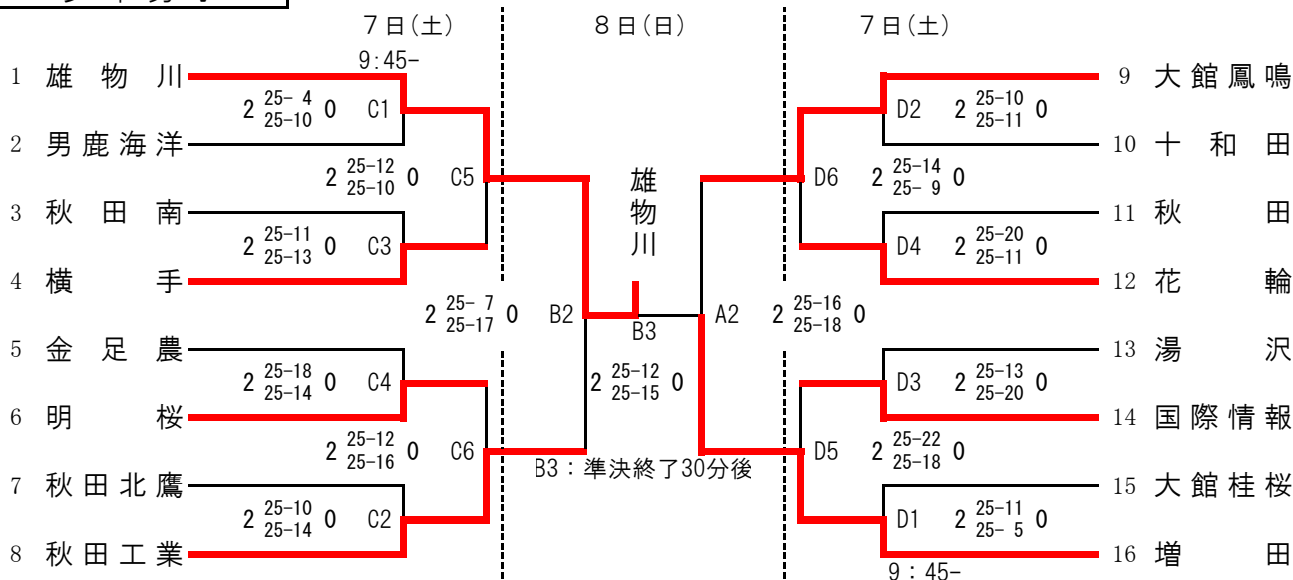 7日(土)
8日(日)
7日(土)
9:45-
1 雄物川
2 25- 4 0 C1
25-10
2 男鹿海洋
2 25-12 0 C5
25-10
3 秋田南
2 25-11 0 C3
25-13
4 横手
2 25- 7 0 B2
25-17
5 金足農
2 25-18 0 C4
25-14
6 明桜
2 25-12 0 C6
25-16
7 秋田北鷹
2 25-10 0 C2
25-14
8 秋田工業
雄物川
B3
2 25-12 0
25-15
B3：準決終了30分後
9 大館鳳鳴
D2 2 25-10 0
25-11
10 十和田
D6 2 25-14 0
25- 9
11 秋田
D4 2 25-20 0
25-11
12 花輪
A2 2 25-16 0
25-18
13 湯沢
D3 2 25-13 0
25-20
14 国際情報
D5 2 25-22 0
25-18
15 大館桂桜
D1 2 25-11 0
25- 5
16 増田
9：45-